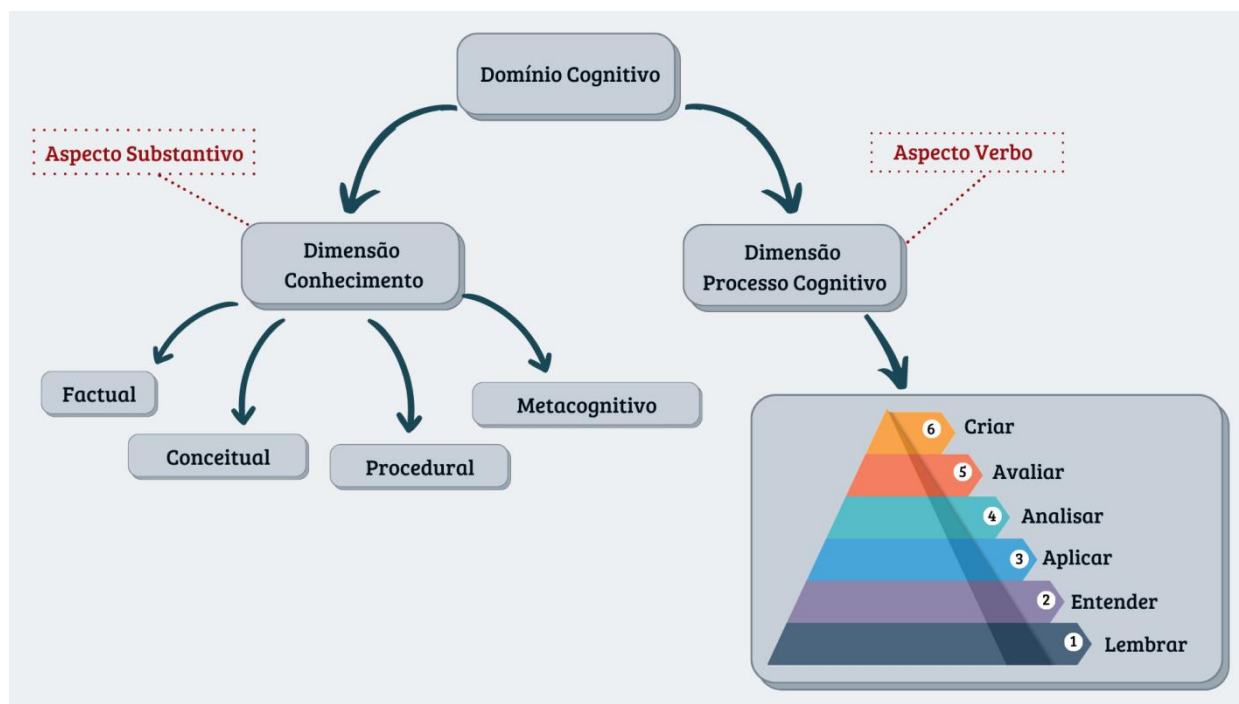 Domínio Cognitivo
Aspecto Substantivo
Aspecto Verbo
Dimensão
Conhecimento
Dimensão
Processo Cognitivo
Factual
Conceitual
Procedural
Metacognitivo
6 Criar
5 Avaliar
4 Analisar
3 Aplicar
2 Entender
1 Lembrar